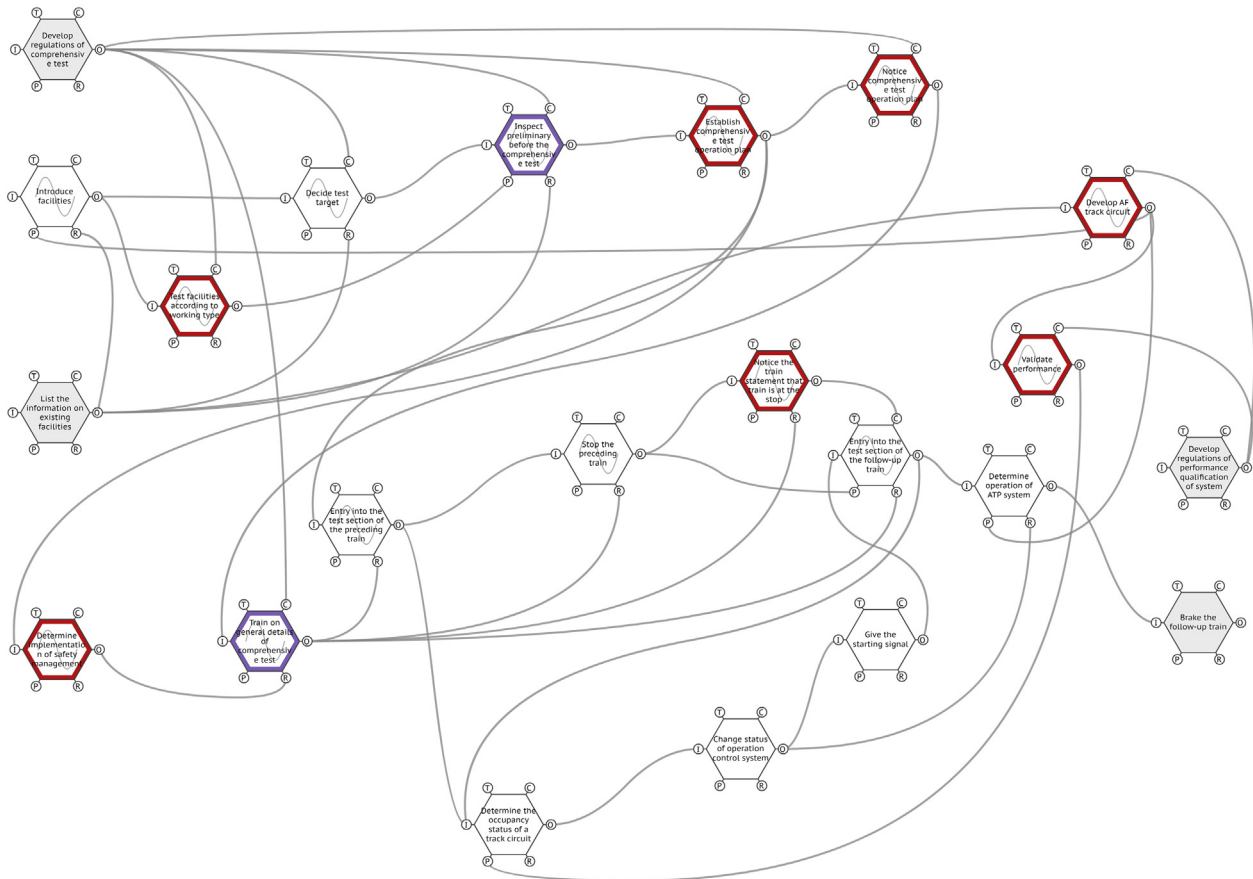 T
C
Develop
regulations of
comprehensiv
e test
I
O
P
R
T
C
Notice
comprehensiv
e test
operation plan
I
O
P
R
T
C
Inspect
preliminary
before the
comprehensiv
e test
I
O
P
R
T
C
Establish
comprehensiv
e test
operation plan
I
O
P
R
T
C
Introduce
facilities
I
O
P
R
T
C
Decide test
target
I
O
P
R
T
C
Develop AF
track circuit
I
O
P
R
T
C
Test facilities
according to
working type
I
O
P
R
T
C
Validate
performance
I
O
P
R
T
C
List the
information on
existing
facilities
I
O
P
R
T
C
Notice the
train
statement that
train is at the
stop
I
O
P
R
T
C
Stop the
preceding
train
I
O
P
R
T
C
Entry into the
test section of
the follow-up
train
I
O
P
R
T
C
Determine
operation of
ATP system
I
O
P
R
T
C
Develop
regulations of
performance
qualification
of system
I
O
P
R
T
C
Entry into the
test section of
the preceding
train
I
O
P
R
T
C
Determine
implementatio
n of safety
management
I
O
P
R
T
C
Train on
general details
of
comprehensiv
e test
I
O
P
R
T
C
Give the
starting signal
I
O
P
R
T
C
Brake the
follow-up train
I
O
P
R
T
C
Change status
of operation
control system
I
O
P
R
T
C
Determine the
occupancy
status of a
track circuit
I
O
P
R